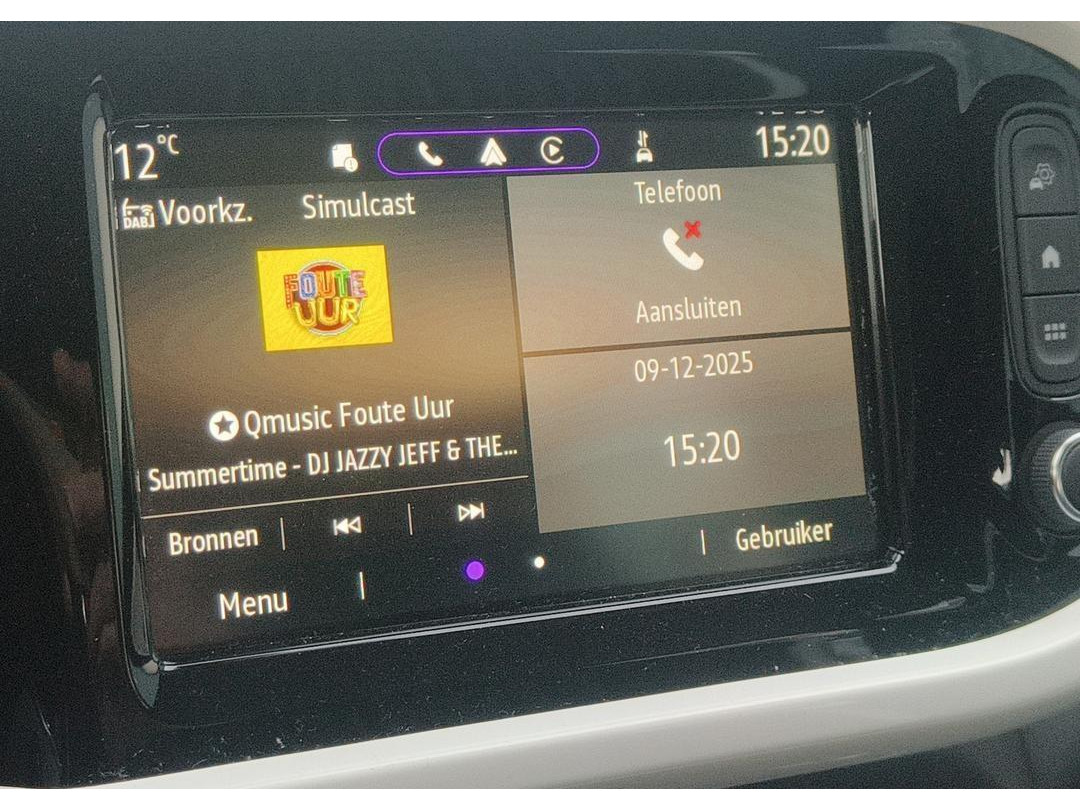 12°C
15:20
DAB Voorkz. Simulcast
FOUTE
UUR
Qmusic Foute Uur
Summertime - DJ JAZZY JEFF & THE...
Bronnen
Menu
Telefoon
Aansluiten
09-12-2025
15:20
Gebruiker